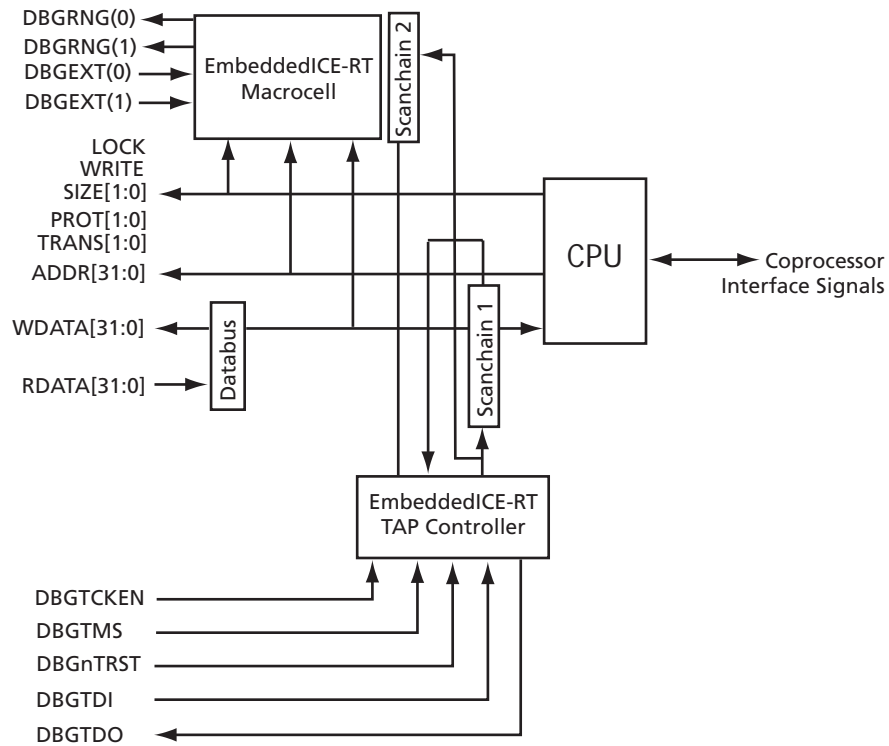 DBGRNG(0)
DBGRNG(1)
DBGEXT(0)
DBGEXT(1)
EmbeddedICE-RT
Macrocell
Scanchain 2
LOCK
WRITE
SIZE[1:0]
PROT[1:0]
TRANS[1:0]
ADDR[31:0]
WDATA[31:0]
RDATA[31:0]
Databus
Scanchain 1
CPU
Coprocessor
Interface Signals
EmbeddedICE-RT
TAP Controller
DBGTCKEN
DBGTMS
DBGnTRST
DBGTDI
DBGTDO